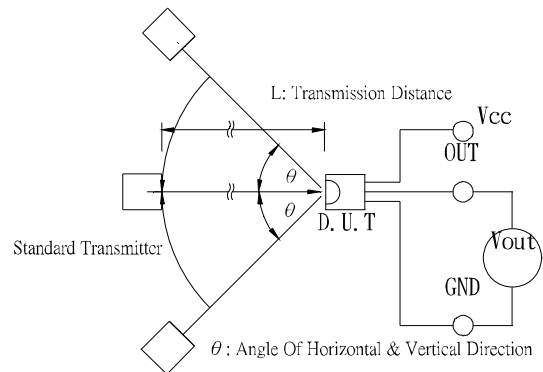 L: Transmission Distance
Vcc
OUT
θ
θ
D.U.T
Standard Transmitter
Vout
GND
θ: Angle Of Horizontal & Vertical Direction